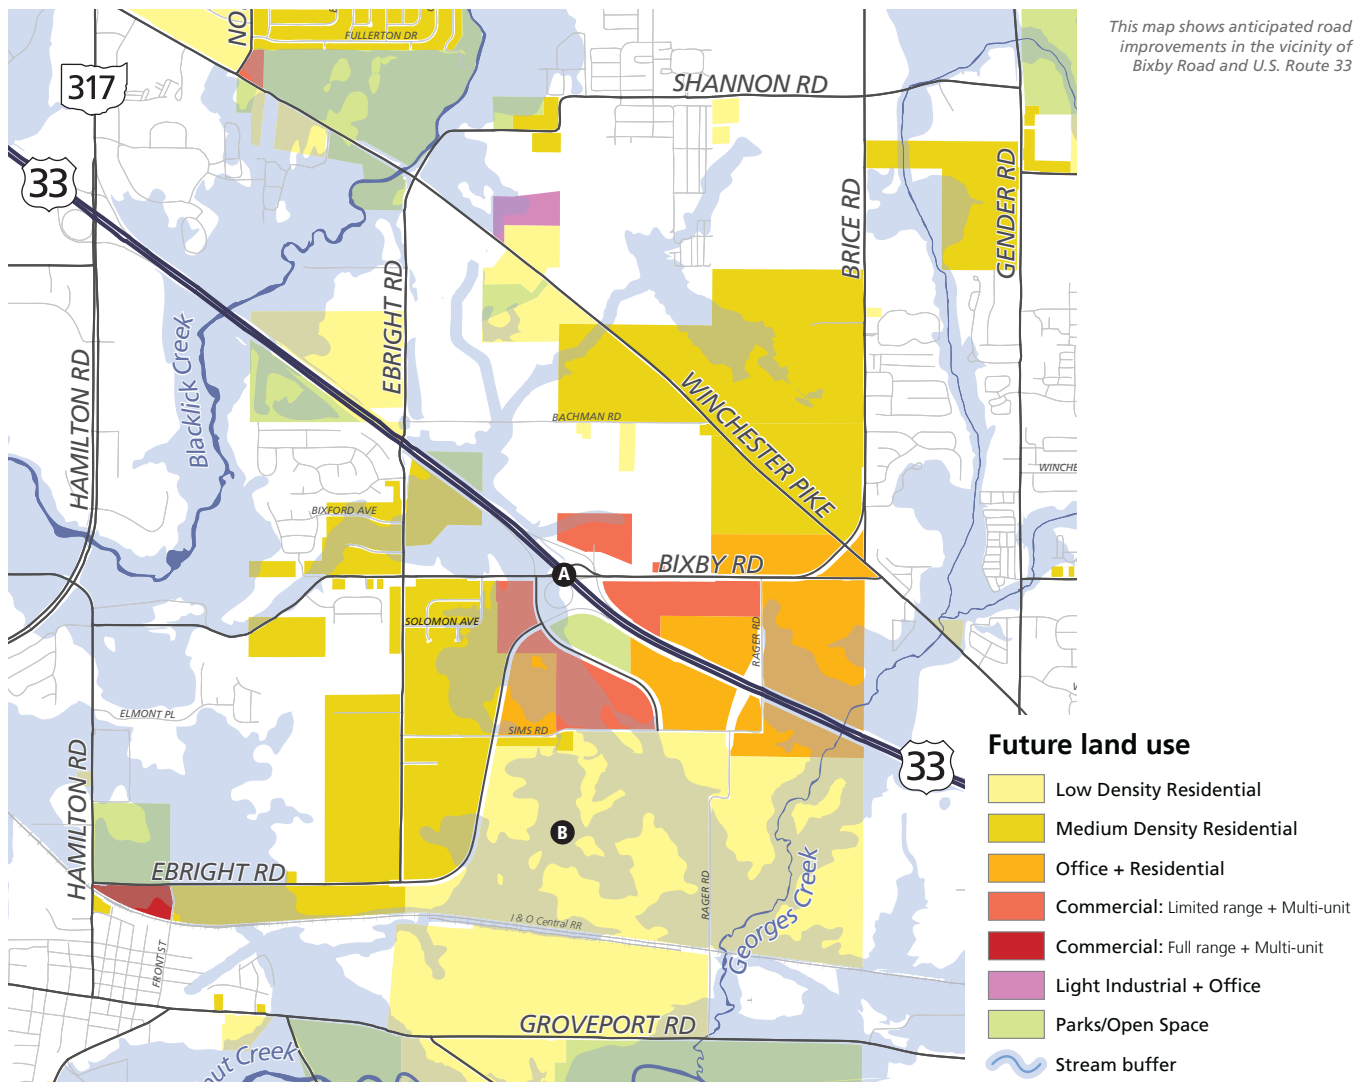 This map shows anticipated road
improvements in the vicinity of
Bixby Road and U.S. Route 33
NO
FULLERTON DR
317
SHANNON RD
33
BRICE RD
GENDER RD
EBRIGHT RD
Blacklick Creek
HAMILTON RD
WINCHESTER PIKE
BACHMAN RD
WINCHE
BIXFORD AVE
A
BIXBY RD
SOLOMON AVE
RAGER RD
ELMONT PL
SIMS RD
HAMILTON RD
33
B
EBRIGHT RD
RAGER RD
Georges Creek
I & O Central RR
FRONT ST
GROVEPORT RD
ut Creek
Future land use
Low Density Residential
Medium Density Residential
Office + Residential
Commercial: Limited range + Multi-unit
Commercial: Full range + Multi-unit
Light Industrial + Office
Parks/Open Space
Stream buffer